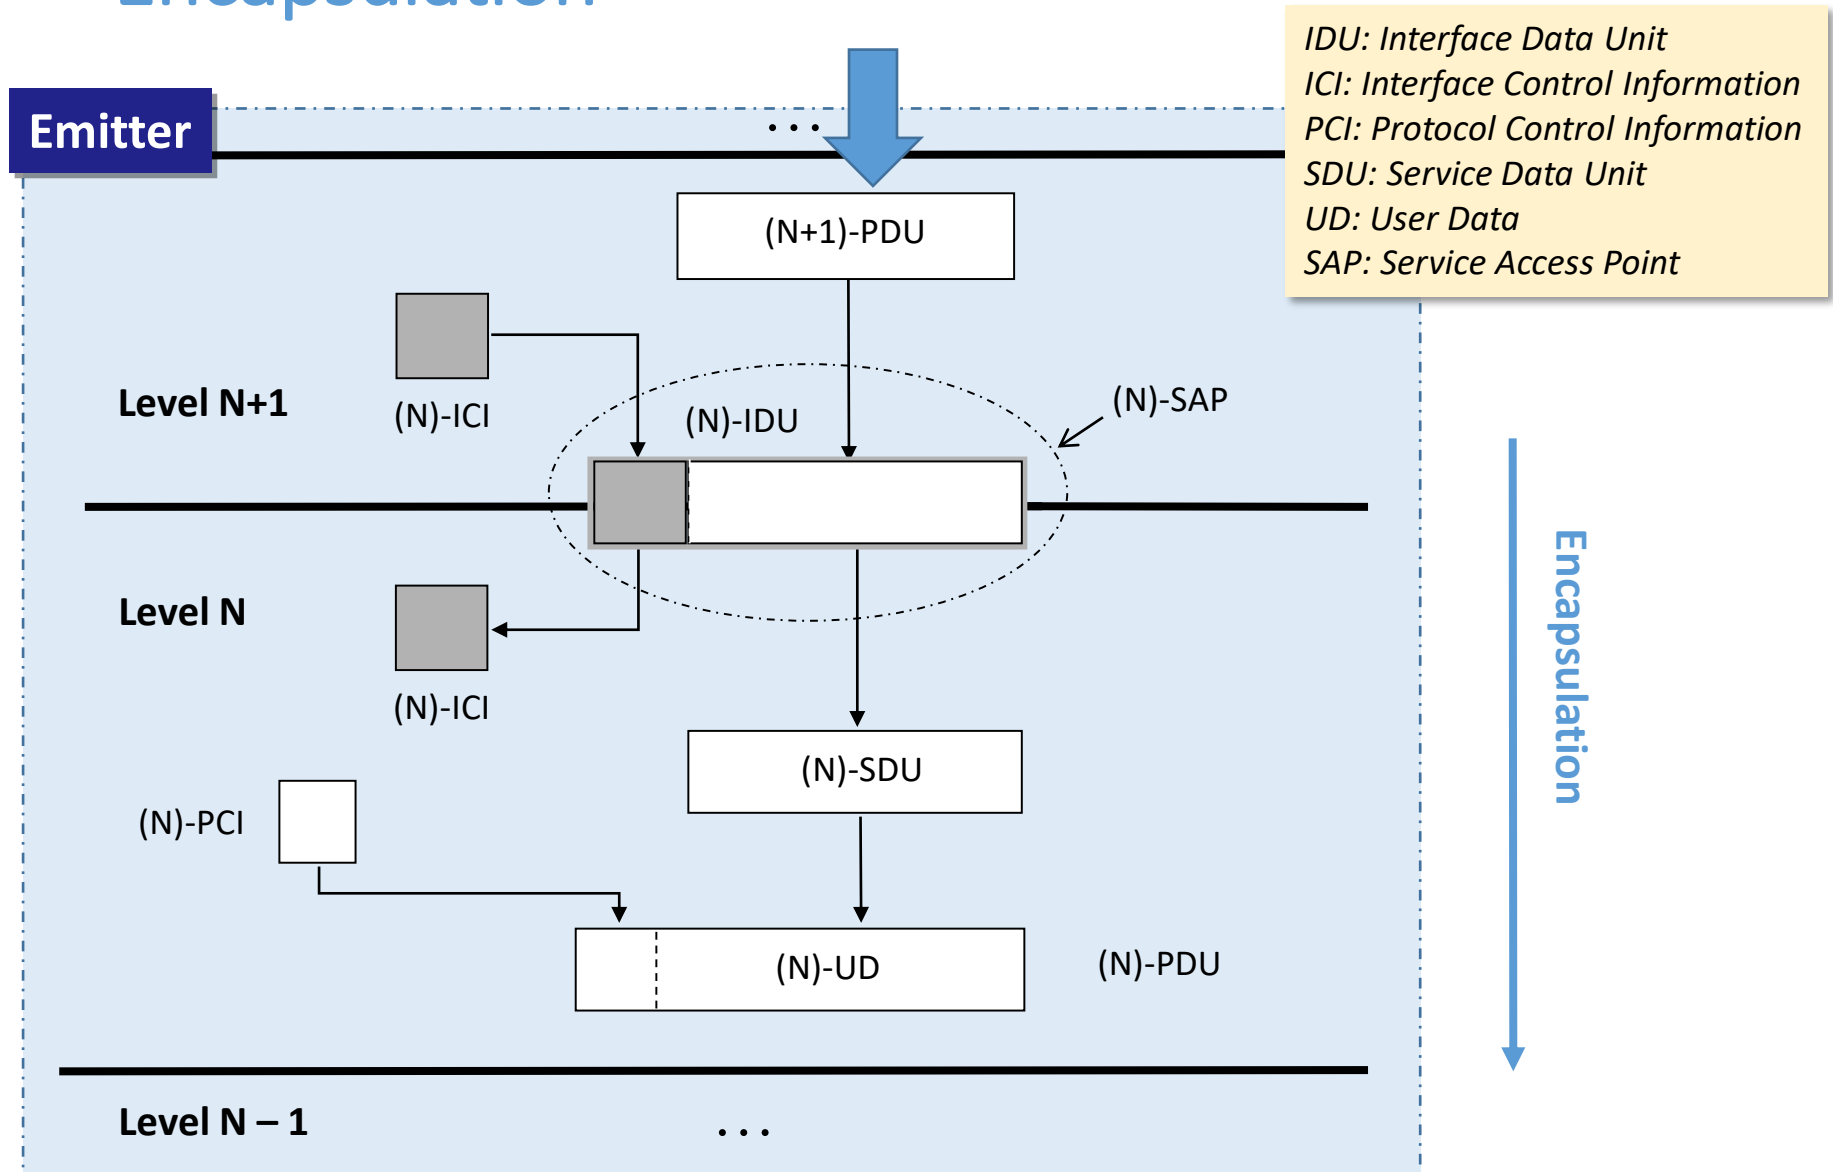 Encapsulation
IDU: Interface Data Unit
ICI: Interface Control Information
PCI: Protocol Control Information
SDU: Service Data Unit
UD: User Data
SAP: Service Access Point
Emitter
...
(N+1)-PDU
Level N+1
(N)-ICI
(N)-IDU
(N)-SAP
Level N
(N)-ICI
(N)-SDU
(N)-PCI
(N)-UD
(N)-PDU
Encapsulation
Level N – 1
...